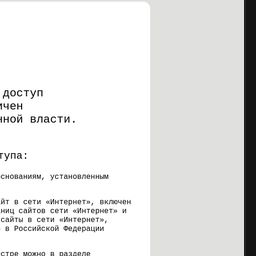 доступ
ичен
нной власти.
тупа:
снованиям, установленным
йт в сети «Интернет», включен
ниц сайтов сети «Интернет» и
сайты в сети «Интернет»,
в Российской Федерации
стре можно в разделе